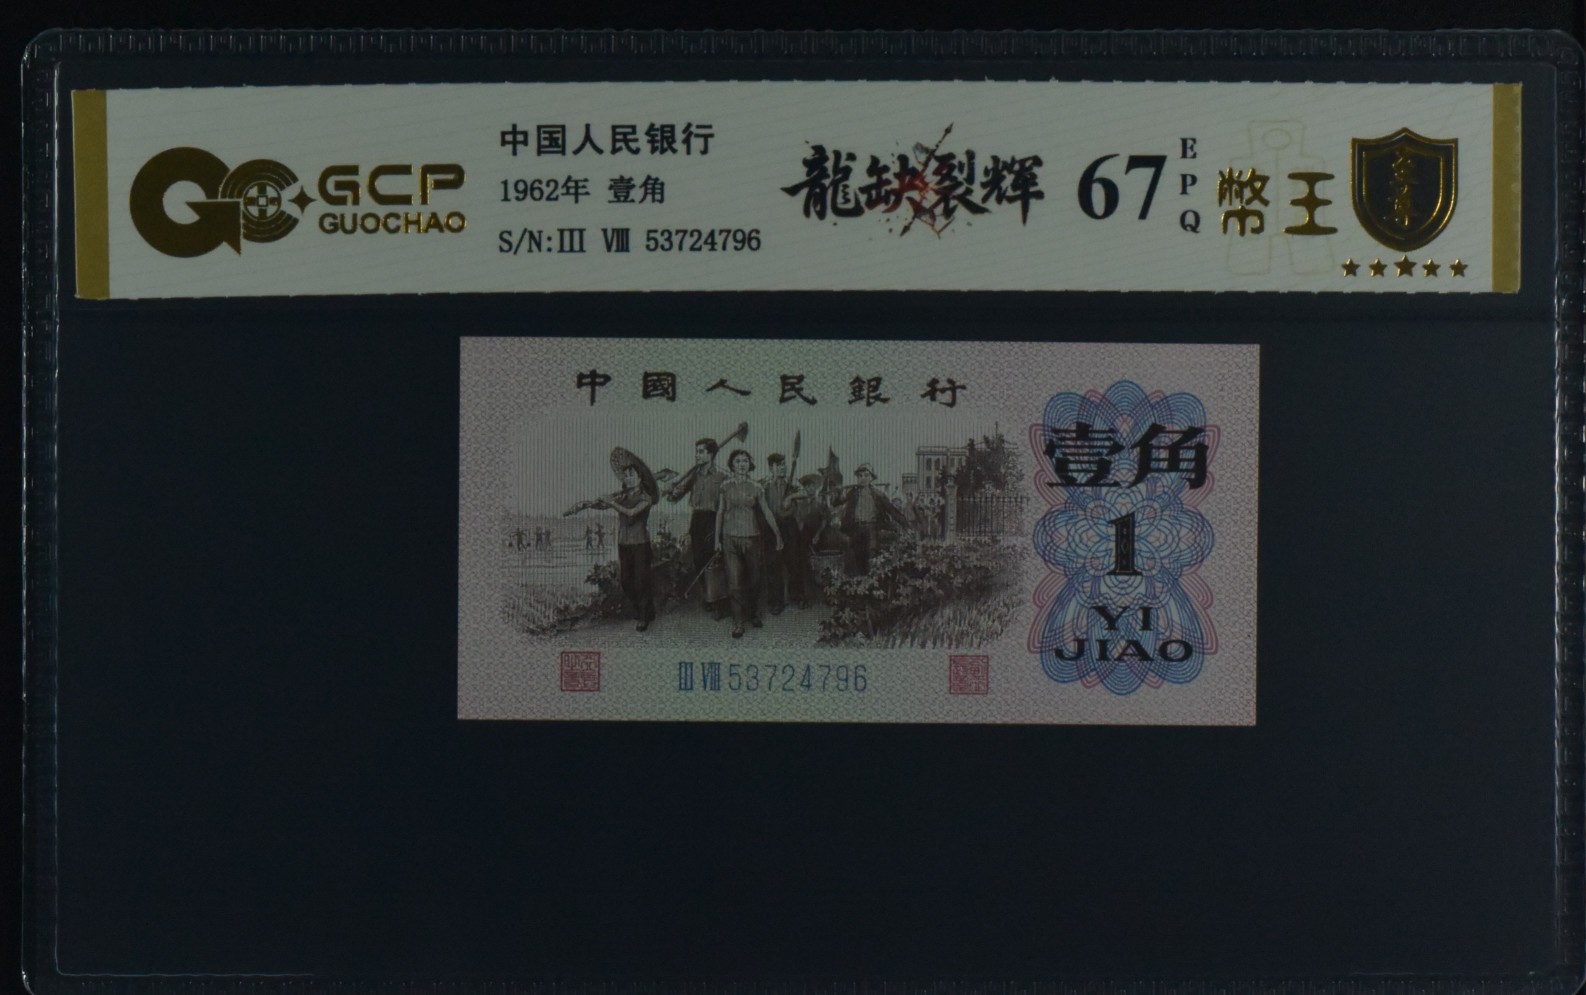 GCP
GUOCHAO
中国人民银行
1962年 壹角
S/N:III VIII 53724796
龍缺裂輝
67
EPQ
幣王
中國人民銀行
壹角
1
YI
JIAO
III VIII 53724796